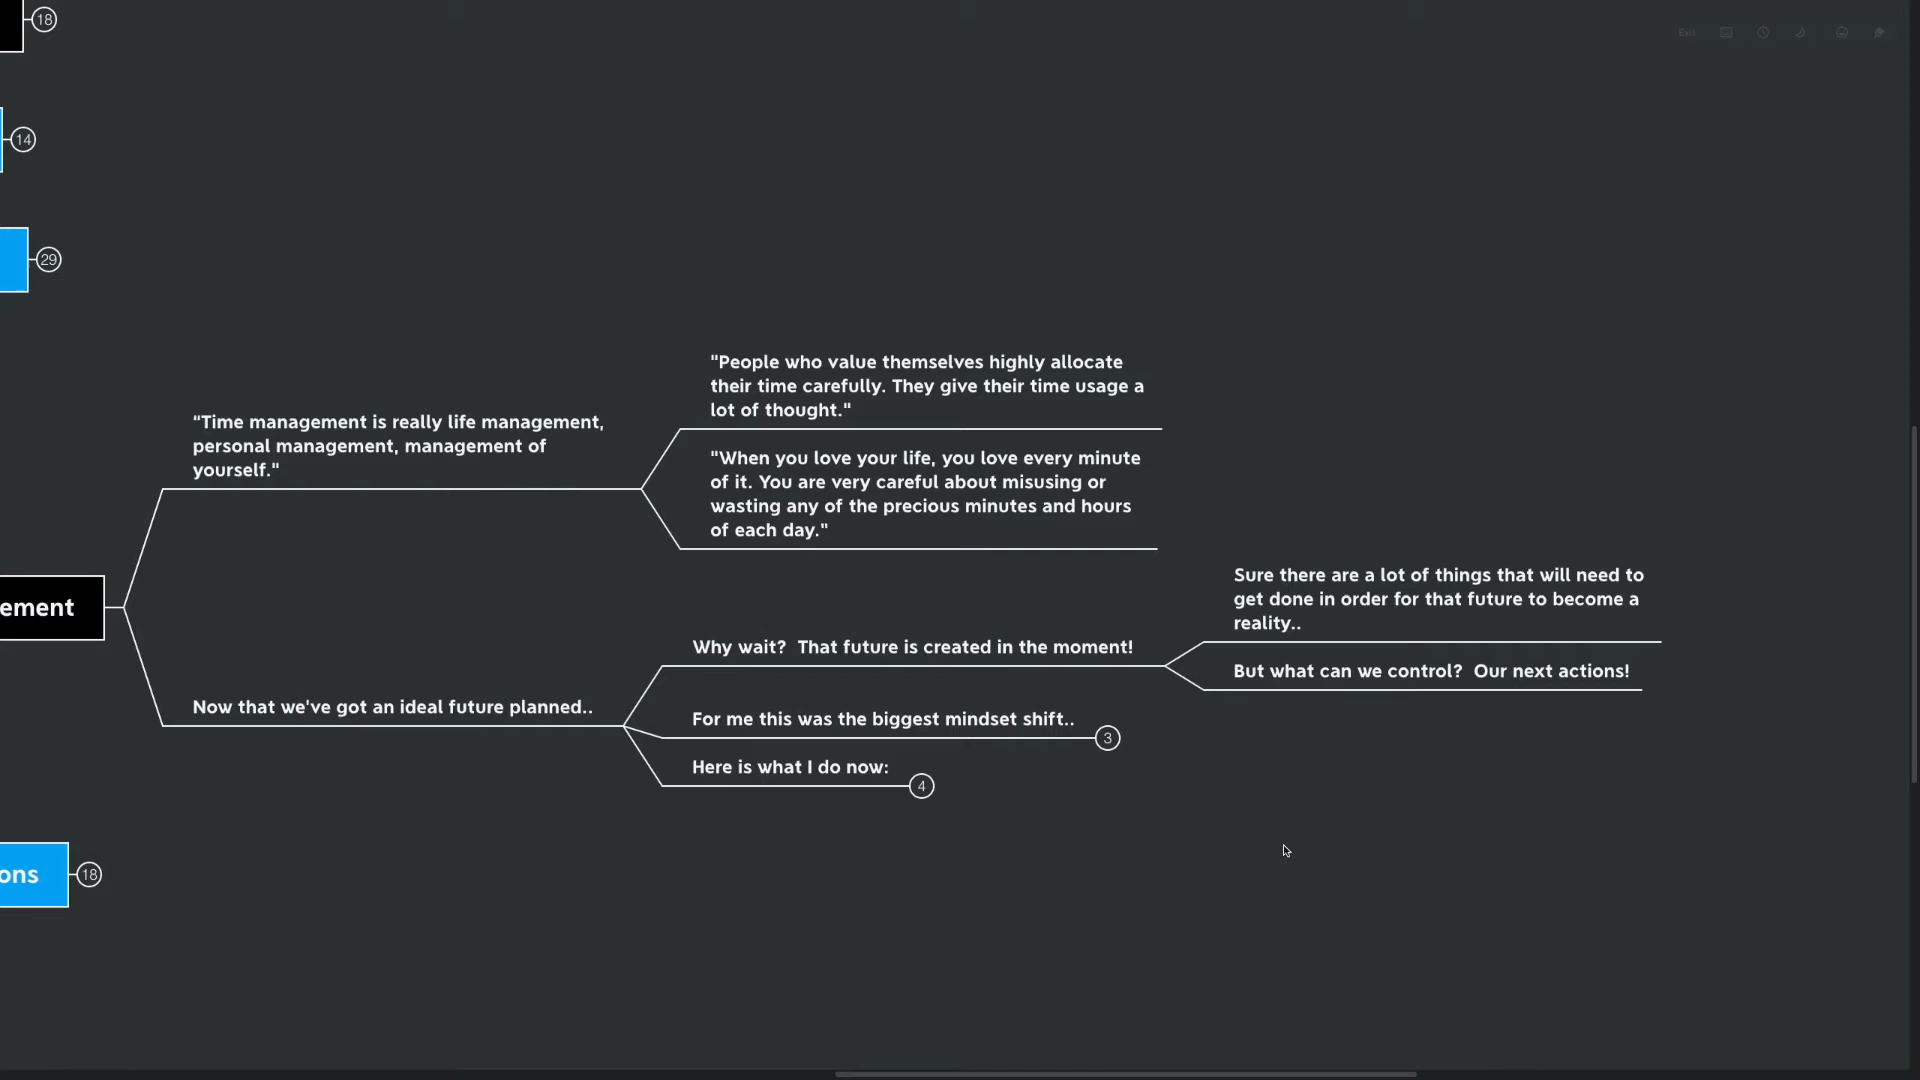 18
Exit
14
29
"Time management is really life management,
personal management, management of
yourself."
"People who value themselves highly allocate
their time carefully. They give their time usage a
lot of thought."
"When you love your life, you love every minute
of it. You are very careful about misusing or
wasting any of the precious minutes and hours
of each day."
ement
Now that we've got an ideal future planned..
Why wait?  That future is created in the moment!
Sure there are a lot of things that will need to
get done in order for that future to become a
reality..
But what can we control?  Our next actions!
For me this was the biggest mindset shift..
3
Here is what I do now:
4
ons
18